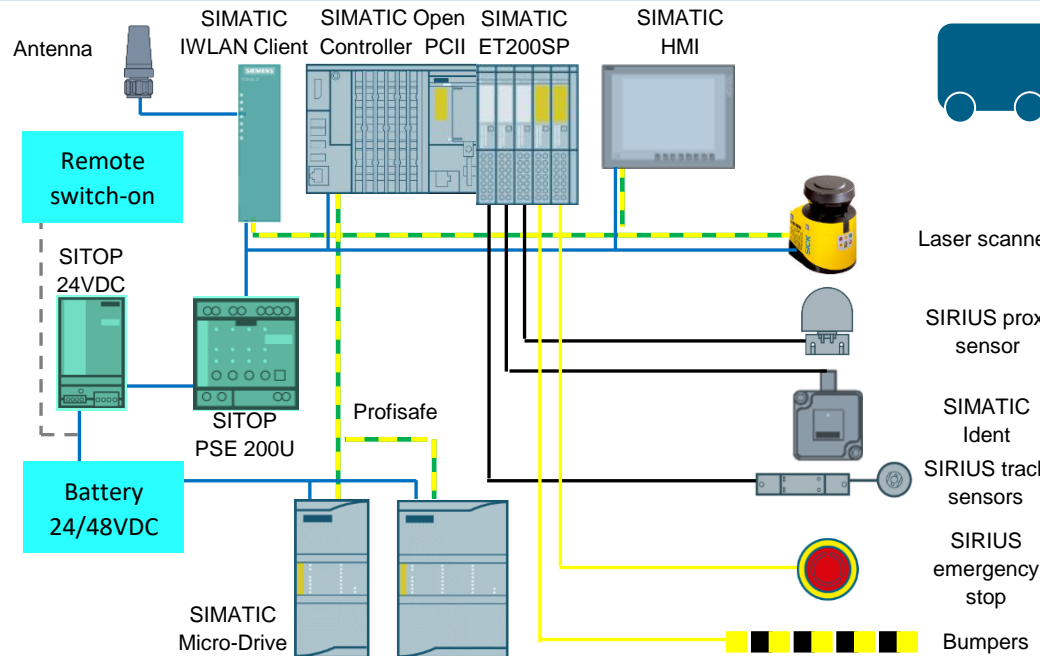 Antenna
SIMATIC
IWLAN Client
SIMATIC Open
Controller PCII
SIMATIC
ET200SP
SIMATIC
HMI
SIEMENS
Remote
switch-on
SITOP
24VDC
SICK
Laser scanne
SIRIUS prox
sensor
SITOP
PSE 200U
Profisafe
SIMATIC
Ident
SIRIUS track
sensors
Battery
24/48VDC
SIRIUS
emergency
stop
SIMATIC
Micro-Drive
Bumpers